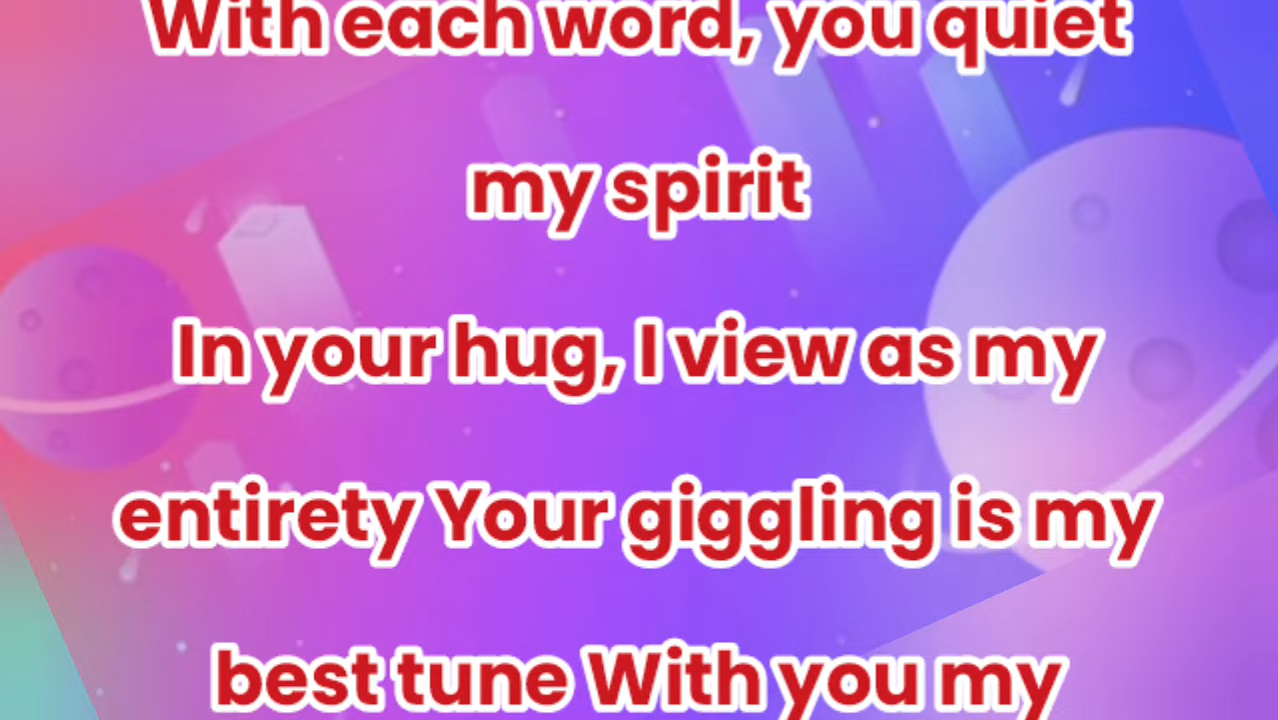 With each word, you quiet
my spirit
In your hug, I view as my
entirety Your giggling is my
best tune With you my